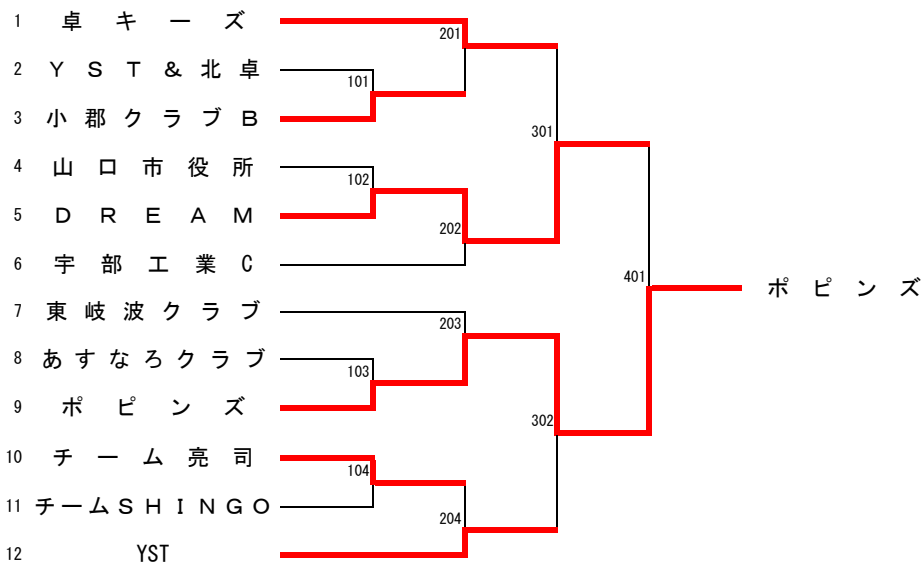 1 卓キーズ
201
2 YST&北卓
101
3 小郡クラブB
301
4 山口市役所
102
5 DREAM
202
6 宇部工業C
401
ポピンズ
7 東岐波クラブ
203
8 あすなろクラブ
103
9 ポピンズ
302
10 チーム亮司
104
11 チームSHINGO
204
12 YST